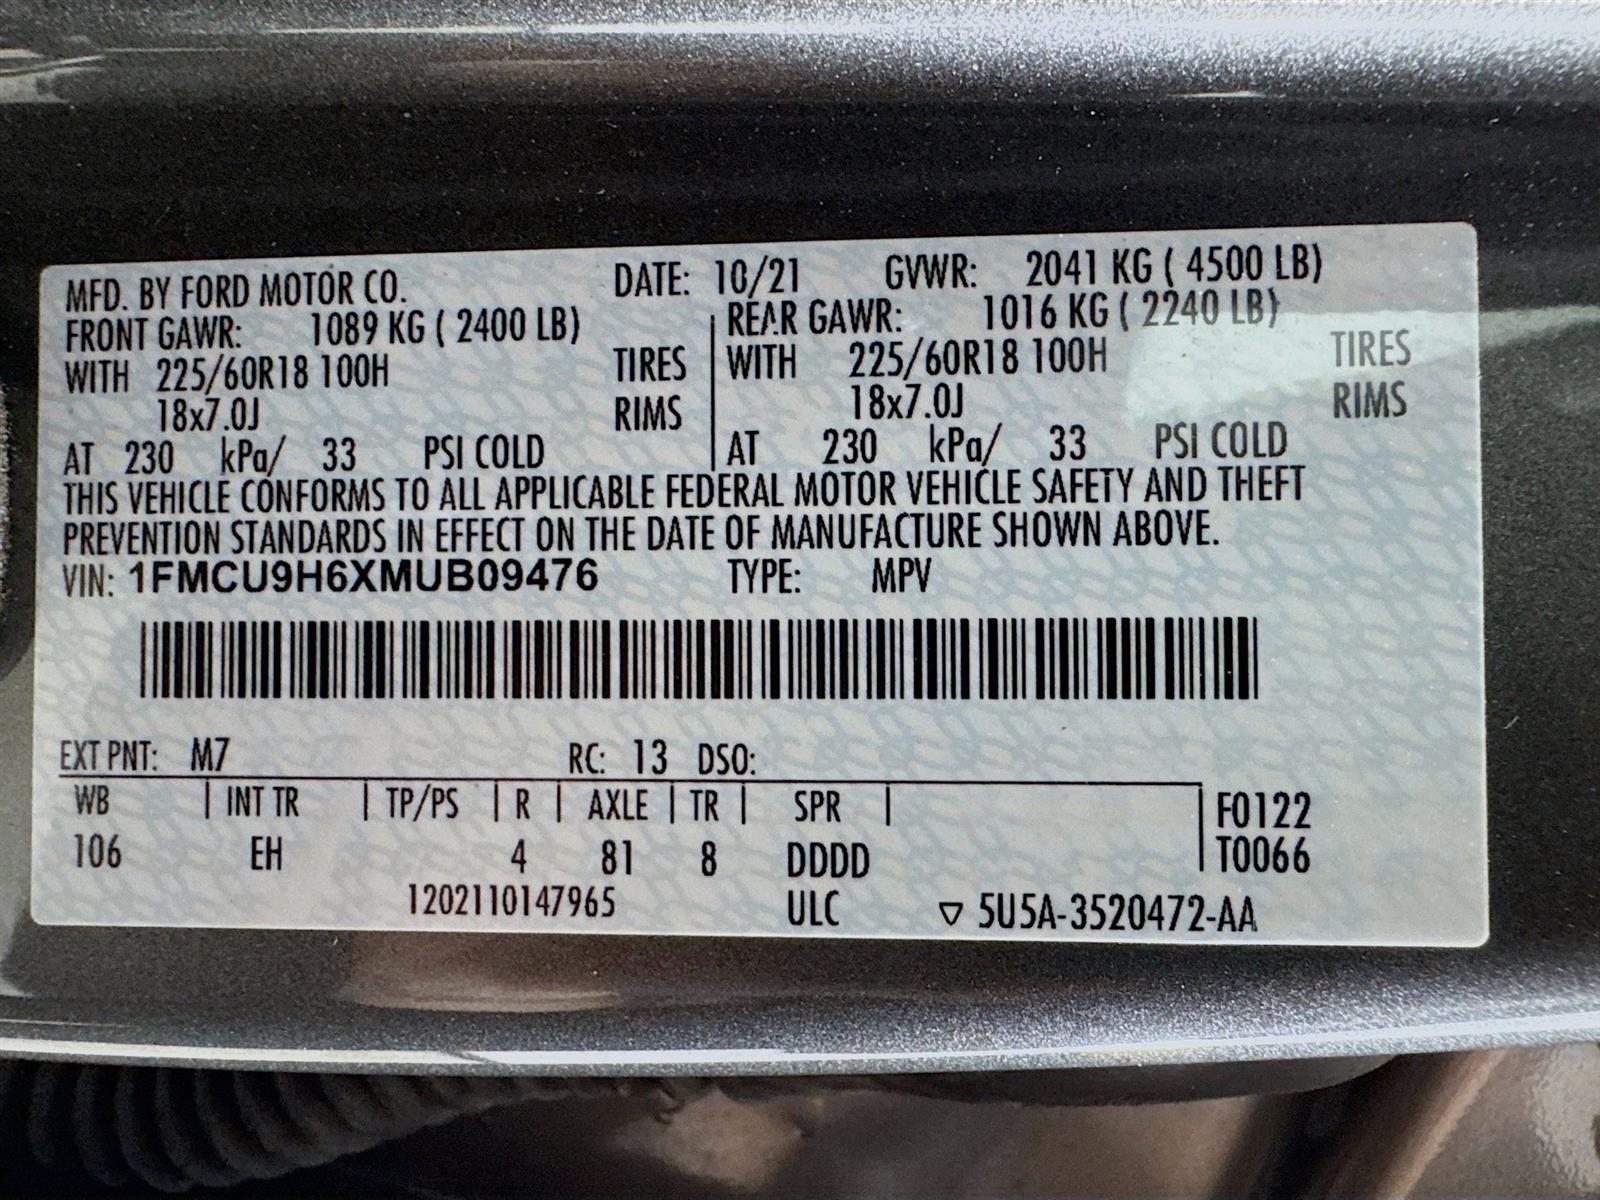 MFD. BY FORD MOTOR CO. DATE: 10/21 GVWR: 2041 KG ( 4500 LB)
FRONT GAWR: 1089 KG ( 2400 LB) REAR GAWR: 1016 KG ( 2240 LB)
WITH 225/60R18 100H TIRES WITH 225/60R18 100H TIRES
18x7.0J RIMS 18x7.0J RIMS
AT 230 kPa/ 33 PSI COLD AT 230 kPa/ 33 PSI COLD
THIS VEHICLE CONFORMS TO ALL APPLICABLE FEDERAL MOTOR VEHICLE SAFETY AND THEFT
PREVENTION STANDARDS IN EFFECT ON THE DATE OF MANUFACTURE SHOWN ABOVE.
VIN: 1FMCU9H6XMUB09476 TYPE: MPV
EXT PNT: M7 RC: 13 DSO:
WB | INT TR | TP/PS | R | AXLE | TR | SPR | F0122
106 EH 4 81 8 DDDD T0066
1202110147965 ULC ▽ 5U5A-3520472-AA